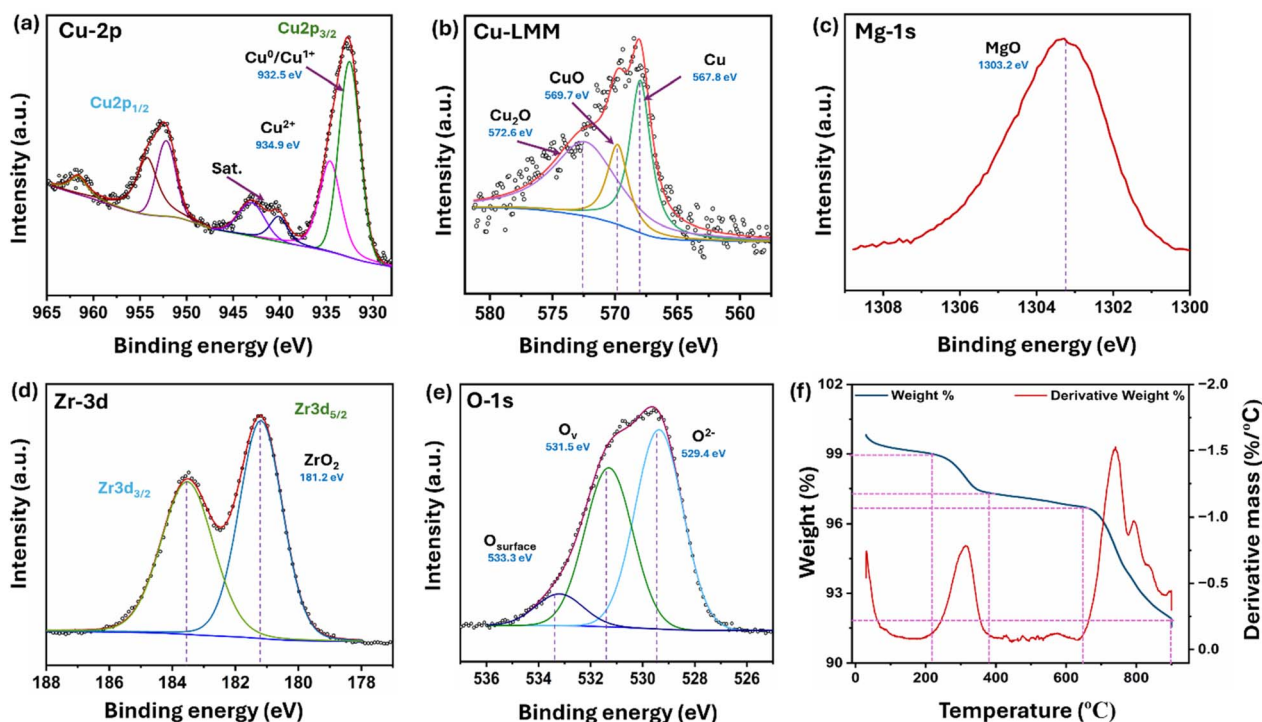 (a)
Cu-2p
Cu2p3/2
Cu⁰/Cu¹⁺
932.5 eV
Cu2p1/2
Cu²⁺
934.9 eV
Sat.
Intensity (a.u.)
965 960 955 950 945 940 935 930
Binding energy (eV)
(b)
Cu-LMM
Cu
567.8 eV
CuO
569.7 eV
Cu₂O
572.6 eV
Intensity (a.u.)
580 575 570 565 560
Binding energy (eV)
(c)
Mg-1s
MgO
1303.2 eV
Intensity (a.u.)
1308 1306 1304 1302 1300
Binding energy (eV)
(d)
Zr-3d
Zr3d5/2
ZrO₂
181.2 eV
Zr3d3/2
Intensity (a.u.)
188 186 184 182 180 178
Binding energy (eV)
(e)
O-1s
Oᵥ
531.5 eV
O²⁻
529.4 eV
Osurface
533.3 eV
Intensity (a.u.)
536 534 532 530 528 526
Binding energy (eV)
(f)
Weight %
Derivative Weight %
Weight (%)
102
99
96
93
90
−2.0
−1.5
−1.0
−0.5
0.0
Derivative mass (%/°C)
0 200 400 600 800
Temperature (°C)